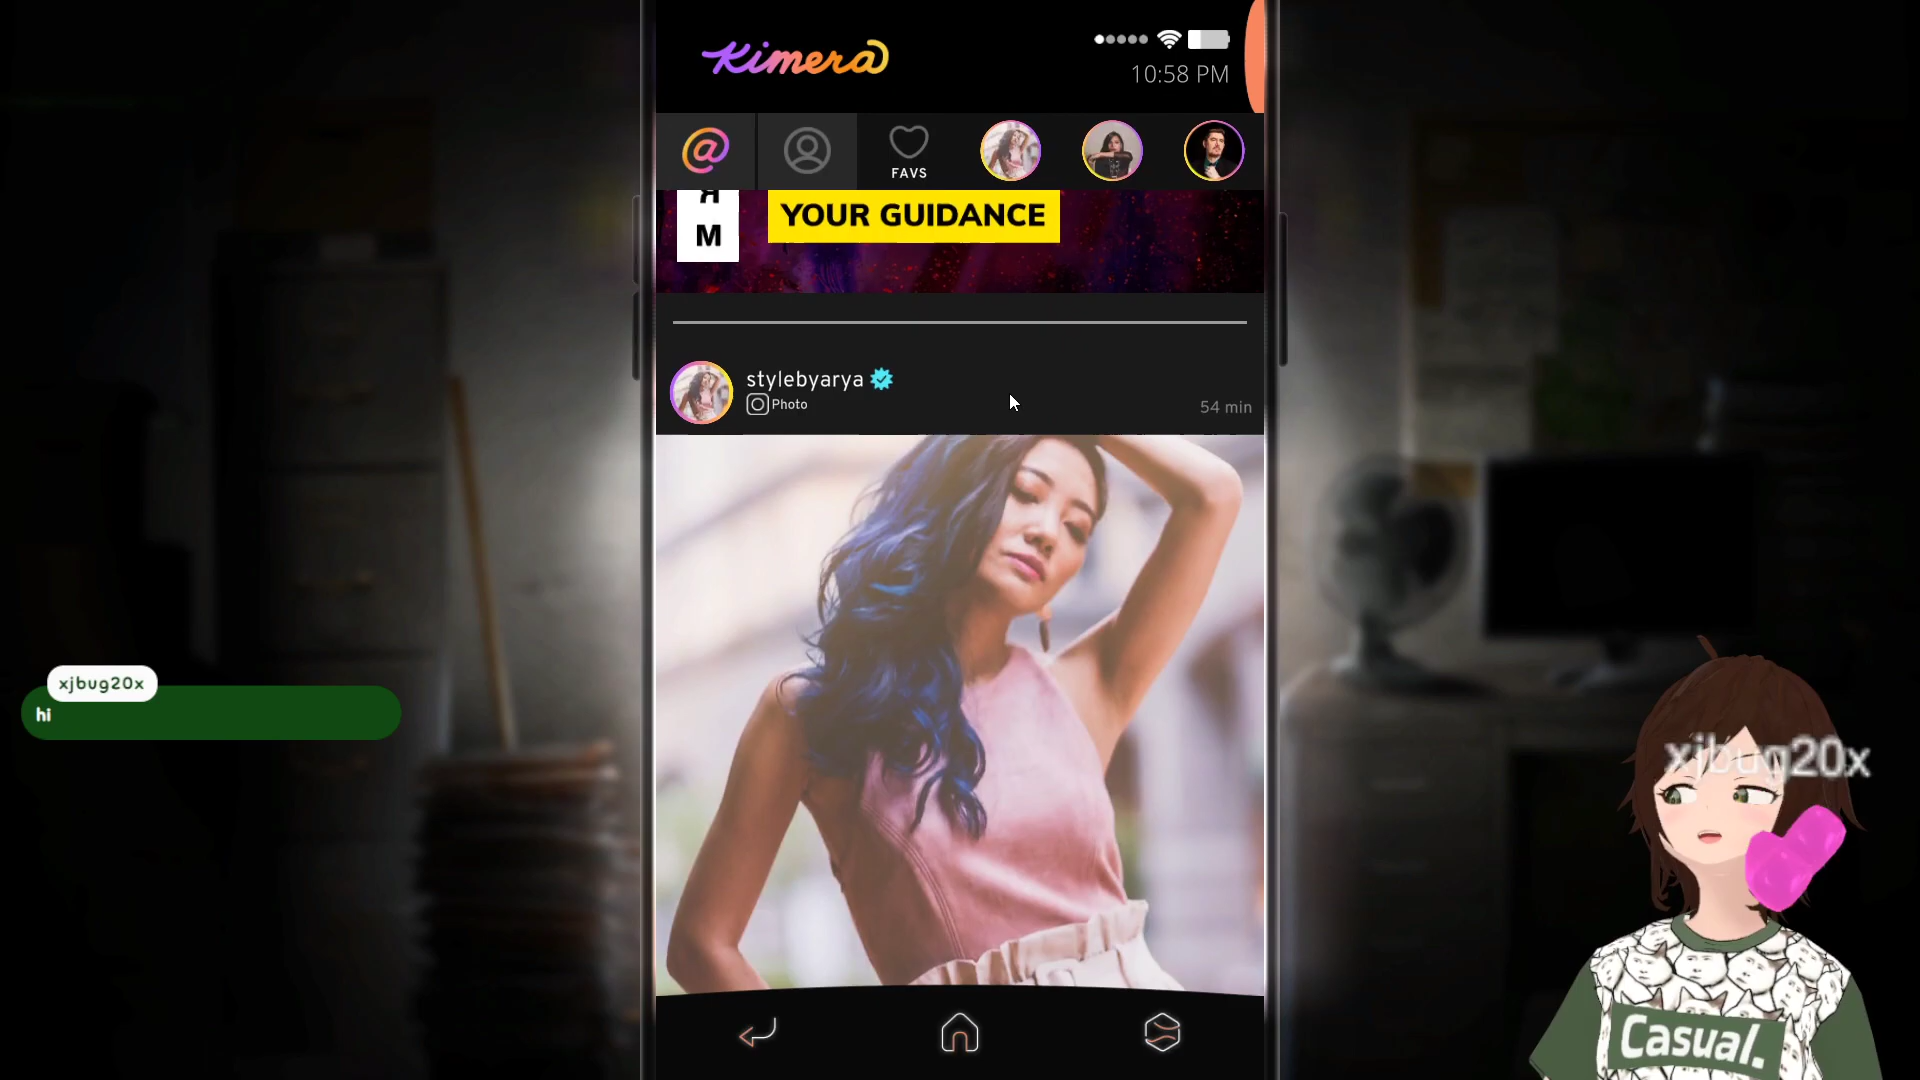 Kimera
10:58 PM
@
FAVS
M
YOUR GUIDANCE
stylebyarya
Photo
54 min
xjbug20x
hi
xjbug20x
Casual.